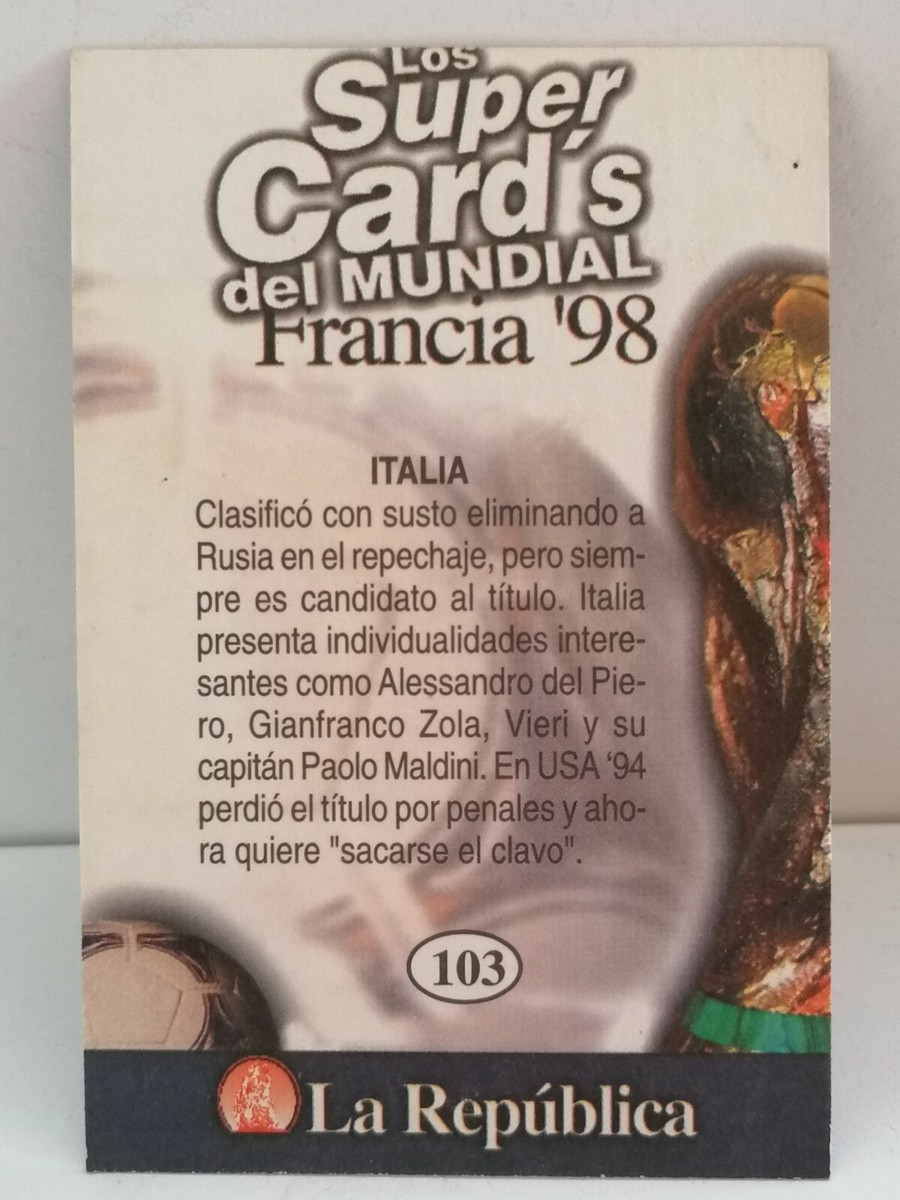 Los
Super
Card's
del MUNDIAL
Francia '98
ITALIA
Clasificó con susto eliminando a
Rusia en el repechaje, pero siem-
pre es candidato al título. Italia
presenta individualidades intere-
santes como Alessandro del Pie-
ro, Gianfranco Zola, Vieri y su
capitán Paolo Maldini. En USA ‘94
perdió el título por penales y aho-
ra quiere "sacarse el clavo".
103
La República